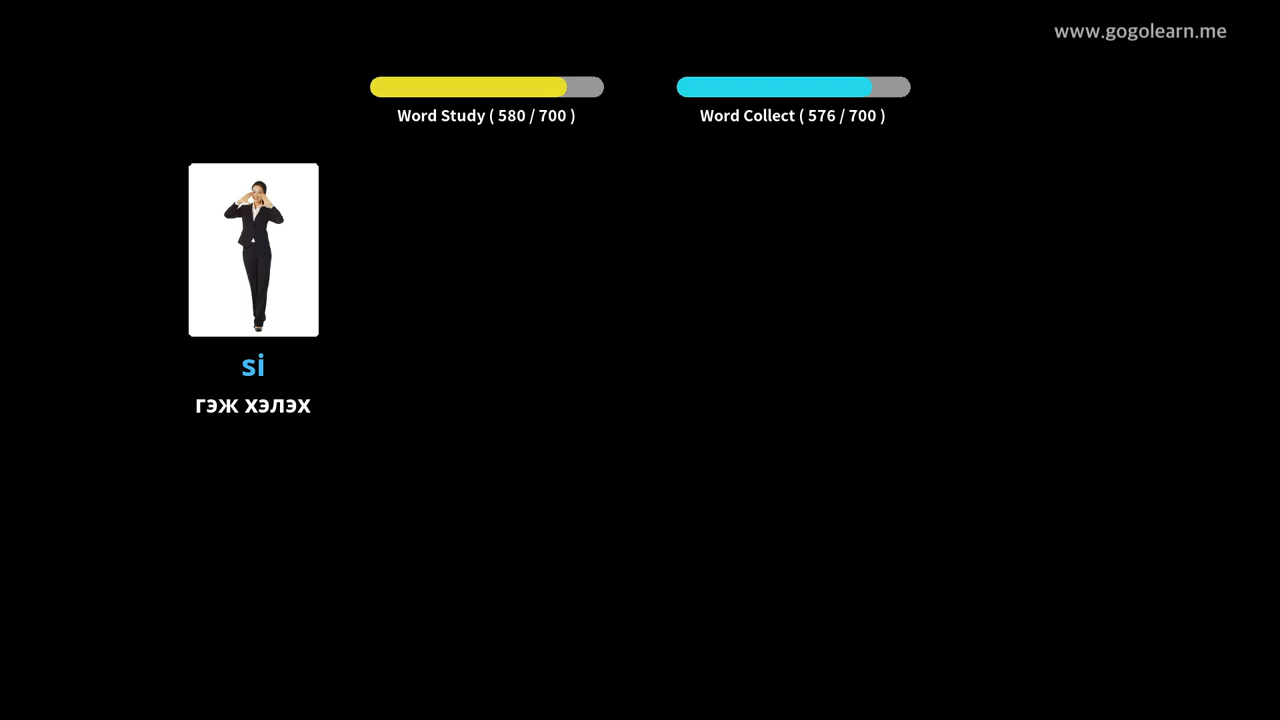 www.gogolearn.me
Word Study ( 580 / 700 )
Word Collect ( 576 / 700 )
si
гэж хэлэх